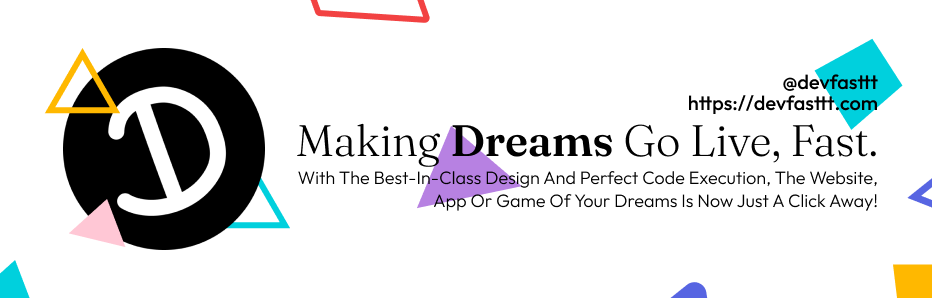 @devfasttt
https://devfasttt.com
Making Dreams Go Live, Fast.
With The Best-In-Class Design And Perfect Code Execution, The Website,
App Or Game Of Your Dreams Is Now Just A Click Away!